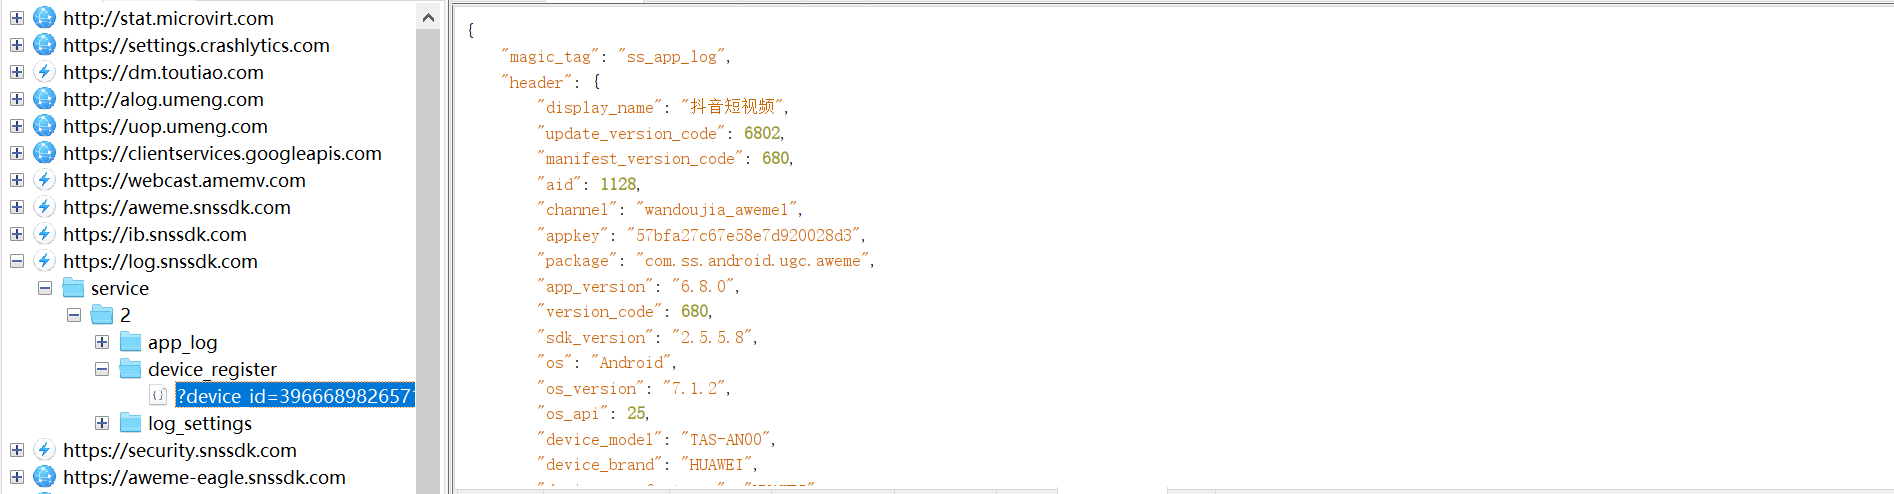 http://stat.microvirt.com
https://settings.crashlytics.com
https://dm.toutiao.com
http://alog.umeng.com
https://uop.umeng.com
https://clientservices.googleapis.com
https://webcast.amemv.com
https://aweme.snssdk.com
https://ib.snssdk.com
https://log.snssdk.com
service
2
app_log
device_register
?device_id=396668982657
log_settings
https://security.snssdk.com
https://aweme-eagle.snssdk.com
{
"magic_tag": "ss_app_log",
"header": {
"display_name": "抖音短视频",
"update_version_code": 6802,
"manifest_version_code": 680,
"aid": 1128,
"channel": "wandoujia_aweme1",
"appkey": "57bfa27c67e58e7d920028d3",
"package": "com.ss.android.ugc.aweme",
"app_version": "6.8.0",
"version_code": 680,
"sdk_version": "2.5.5.8",
"os": "Android",
"os_version": "7.1.2",
"os_api": 25,
"device_model": "TAS-AN00",
"device_brand": "HUAWEI",